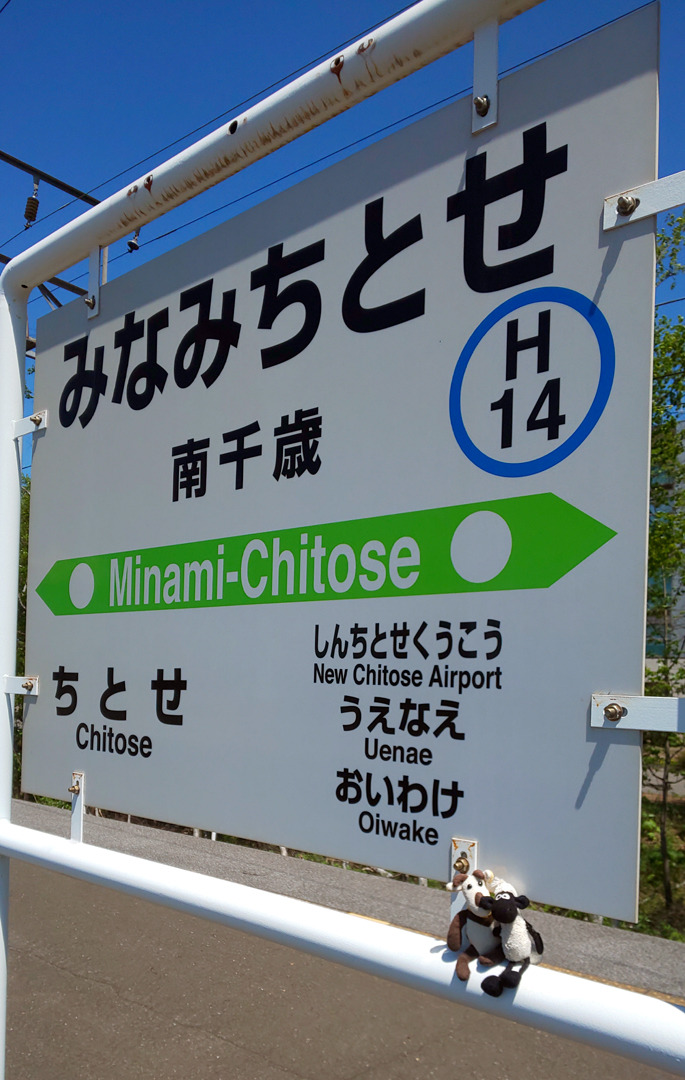 みなみちとせ
H
14
南千歳
Minami-Chitose
ちとせ
Chitose
しんちとせくうこう
New Chitose Airport
うえなえ
Uenae
おいわけ
Oiwake